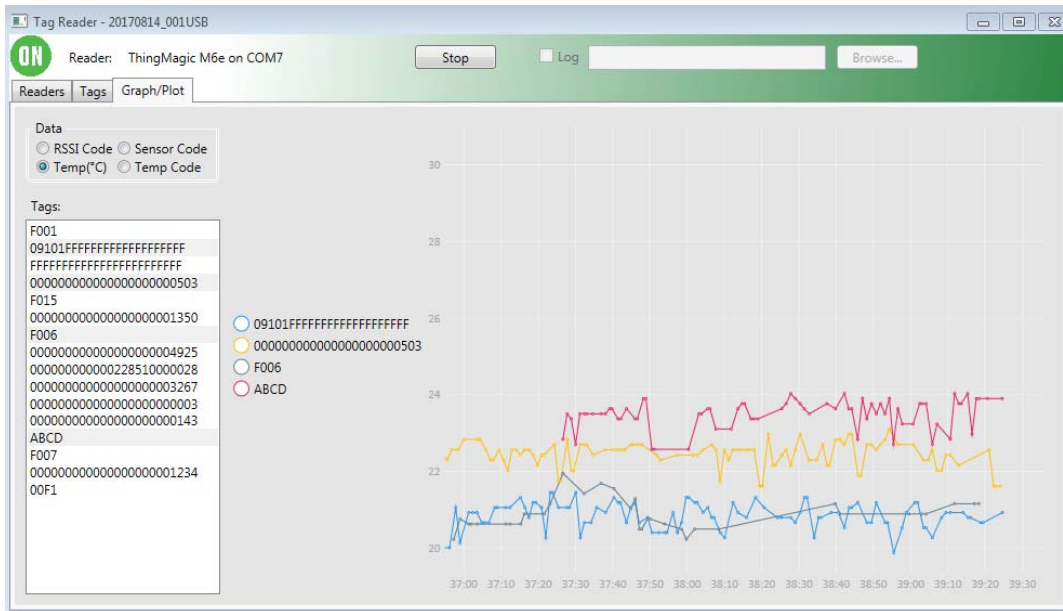 Tag Reader - 20170814_001USB
ON
Reader: ThingMagic M6e on COM7
Stop
Log
Browse...
Readers
Tags
Graph/Plot
Data
RSSI Code
Sensor Code
Temp(°C)
Temp Code
Tags:
F001
09101FFFFFFFFFFFFFFFFFFF
FFFFFFFFFFFFFFFFFFFFFFFF
000000000000000000000503
F015
000000000000000000001350
F006
000000000000000000004925
000000000000228510000028
000000000000000000003267
000000000000000000000003
000000000000000000000143
ABCD
F007
000000000000000000001234
00F1
09101FFFFFFFFFFFFFFFFFFF
000000000000000000000503
F006
ABCD
30
28
26
24
22
20
37:00 37:10 37:20 37:30 37:40 37:50 38:00 38:10 38:20 38:30 38:40 38:50 39:00 39:10 39:20 39:30